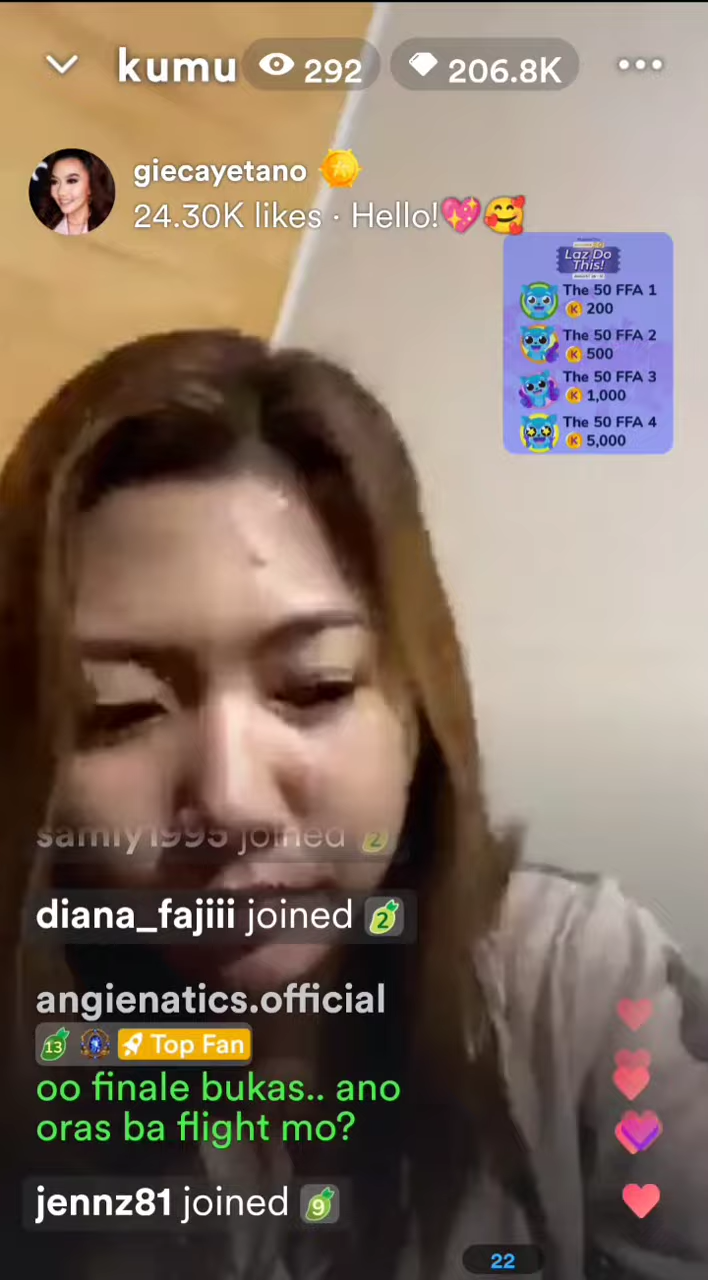 kumu 292 206.8K
giecayetano
24.30K likes · Hello!💖🥰
Laz Do
This!
The 50 FFA 1
K 200
The 50 FFA 2
K 500
The 50 FFA 3
K 1,000
The 50 FFA 4
K 5,000
joined 2
diana_fajiii joined 2
angienatics.official
13 Top Fan
oo finale bukas.. ano
oras ba flight mo?
jennz81 joined 9
22